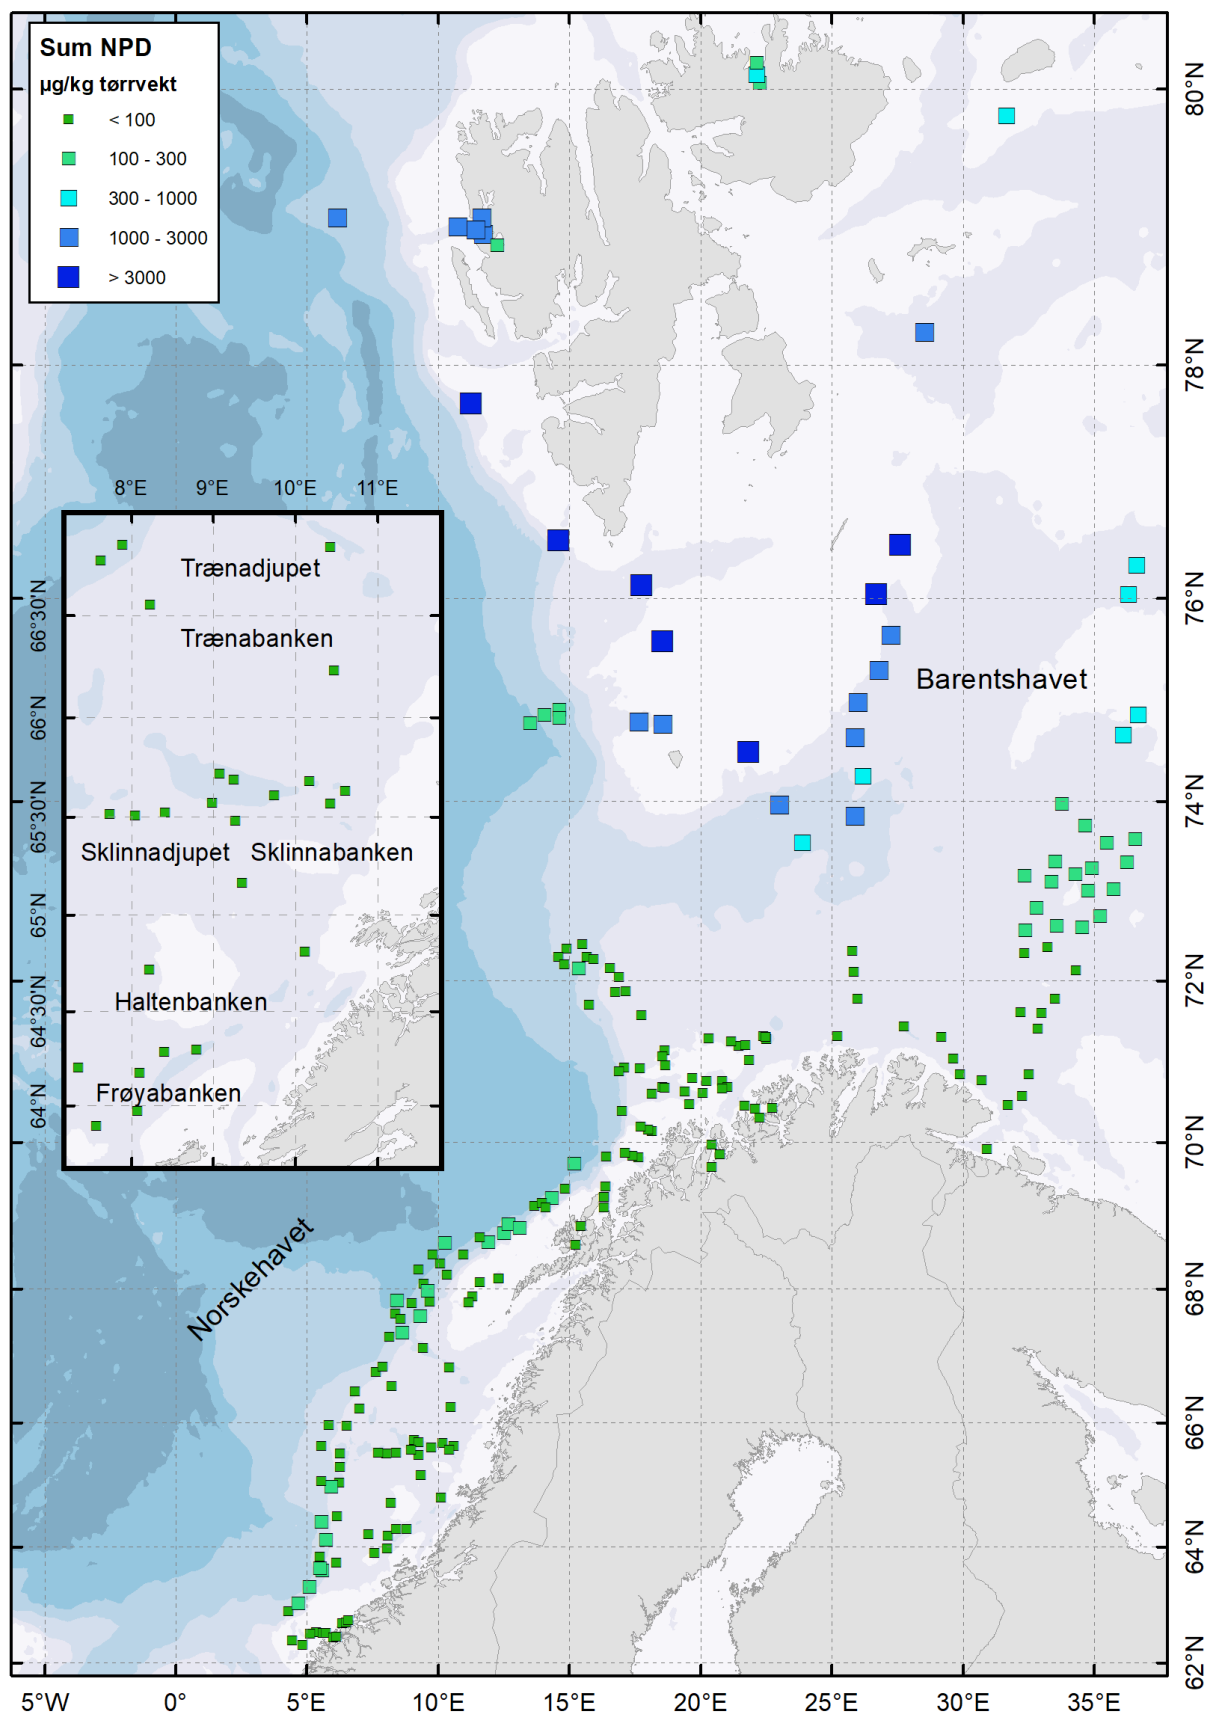 Sum NPD
µg/kg tørrvekt
< 100
100 - 300
300 - 1000
1000 - 3000
> 3000
80°N
78°N
76°N
74°N
72°N
70°N
68°N
66°N
64°N
62°N
8°E
9°E
10°E
11°E
66°30'N
66°N
65°30'N
65°N
64°30'N
64°N
Trænadjupet
Trænabanken
Sklinnadjupet
Sklinnabanken
Haltenbanken
Frøyabanken
Barentshavet
Norskehavet
5°W
0°
5°E
10°E
15°E
20°E
25°E
30°E
35°E